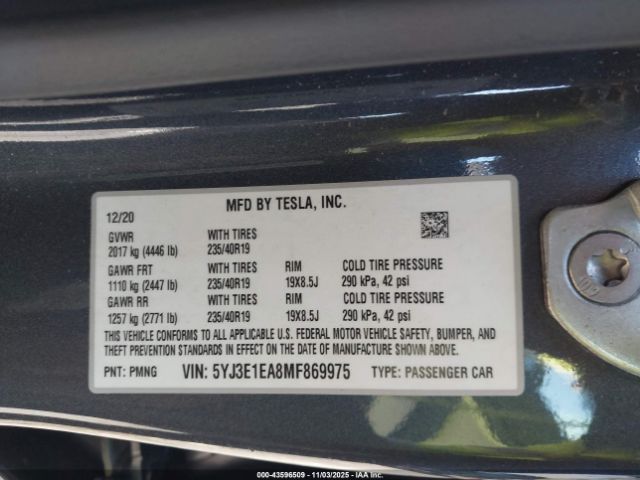 MFD BY TESLA, INC.
12/20
GVWR WITH TIRES
2017 kg (4446 lb) 235/40R19
GAWR FRT WITH TIRES RIM COLD TIRE PRESSURE
1110 kg (2447 lb) 235/40R19 19X8.5J 290 kPa, 42 psi
GAWR RR WITH TIRES RIM COLD TIRE PRESSURE
1257 kg (2771 lb) 235/40R19 19X8.5J 290 kPa, 42 psi
THIS VEHICLE CONFORMS TO ALL APPLICABLE U.S. FEDERAL MOTOR VEHICLE SAFETY, BUMPER, AND
THEFT PREVENTION STANDARDS IN EFFECT ON THE DATE OF MANUFACTURE SHOWN ABOVE.
PNT: PMNG VIN: 5YJ3E1EA8MF869975 TYPE: PASSENGER CAR
000-43596509 - 11/03/2025 - IAA Inc.